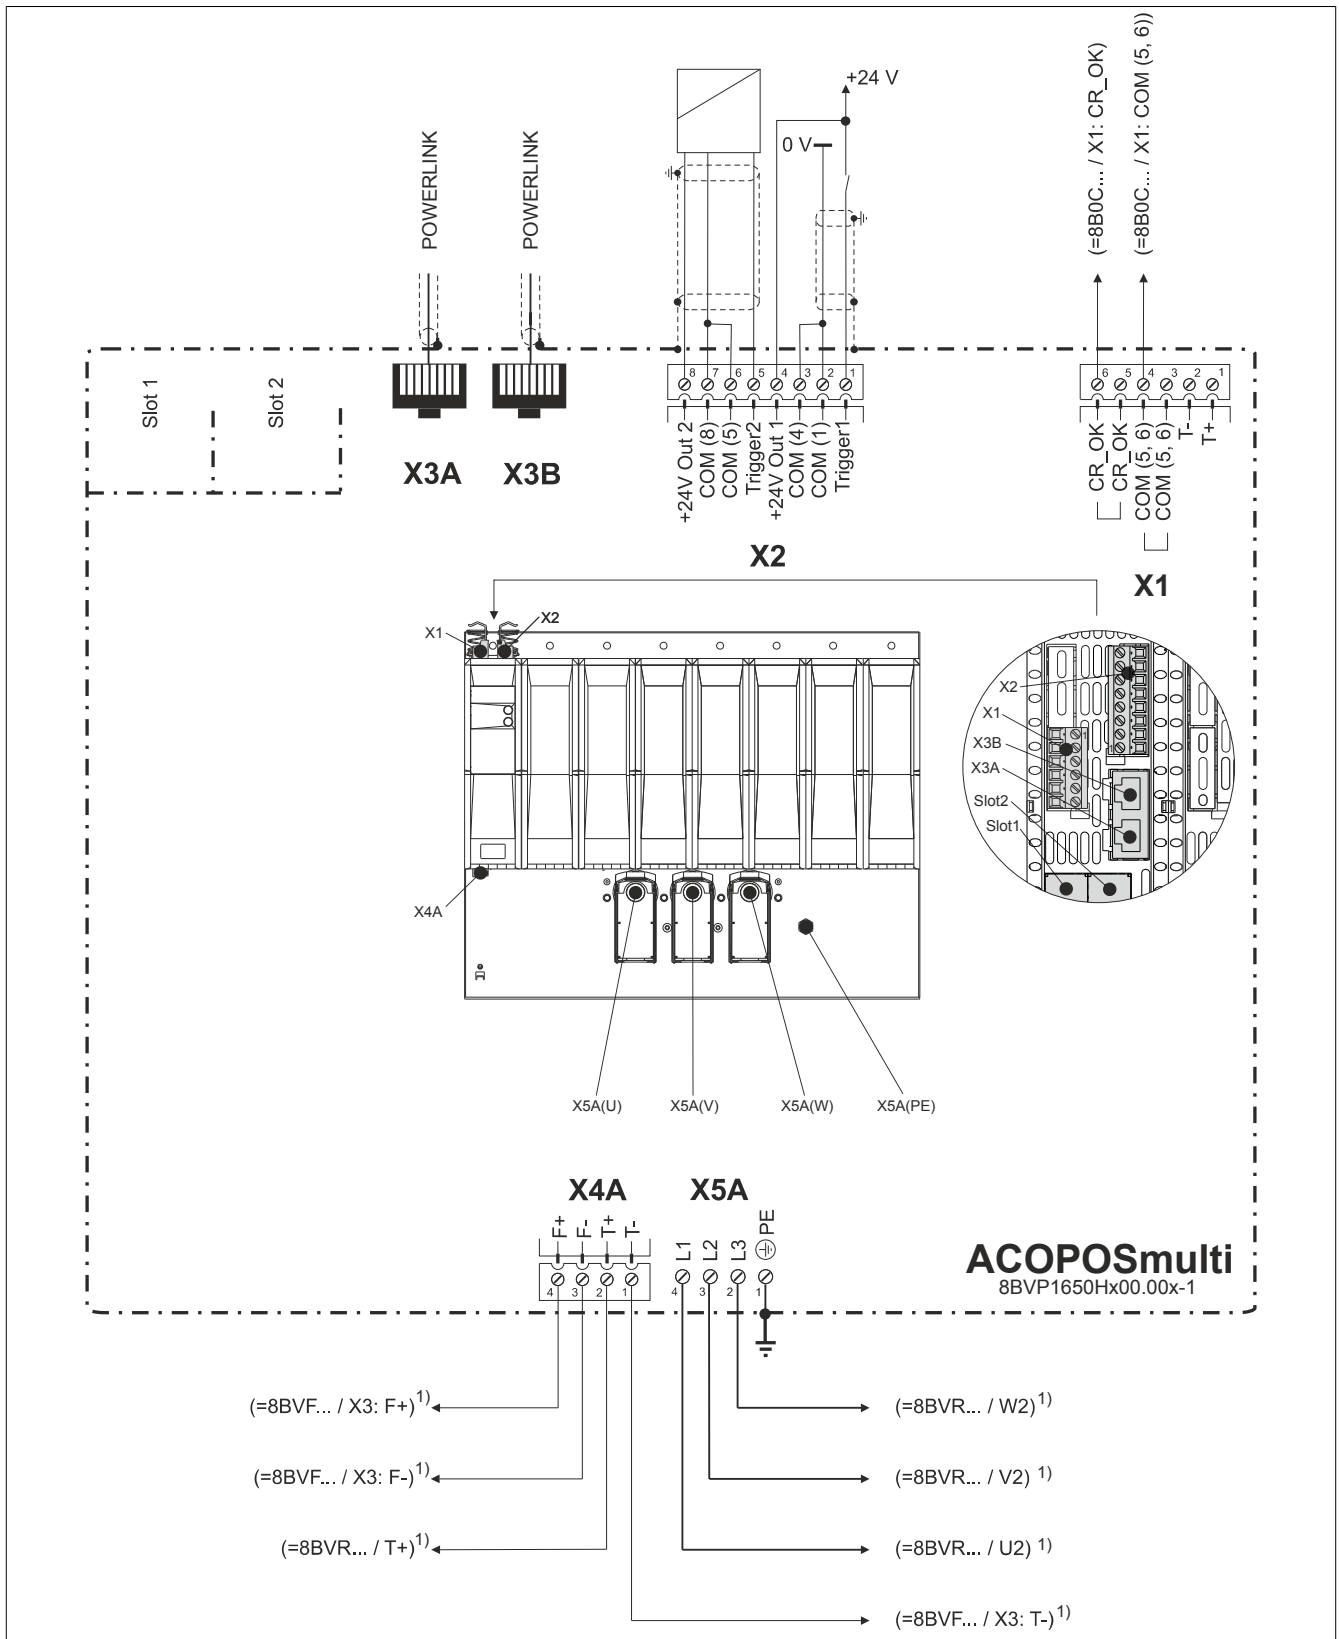 +24 V
0 V
POWERLINK
POWERLINK
(=8B0C... / X1: CR_OK)
(=8B0C... / X1: COM (5, 6))
Slot 1
Slot 2
X3A
X3B
8 7 6 5 4 3 2 1
+24V Out 2
COM (8)
COM (5)
Trigger2
+24V Out 1
COM (4)
COM (1)
Trigger1
X2
6 5 4 3 2 1
CR_OK
CR_OK
COM (5, 6)
COM (5, 6)
T-
T+
X1
X1
X2
X2
X1
X3B
X3A
Slot2
Slot1
1
1
X4A
X5A(U)
X5A(V)
X5A(W)
X5A(PE)
X4A
X5A
F+
F-
T+
T-
L1
L2
L3
PE
4 3 2 1
4 3 2 1
ACOPOSmulti
8BVP1650Hx00.00x-1
(=8BVF... / X3: F+)1)
(=8BVR... / W2)1)
(=8BVF... / X3: F-)1)
(=8BVR... / V2) 1)
(=8BVR... / T+)1)
(=8BVR... / U2) 1)
(=8BVF... / X3: T-)1)